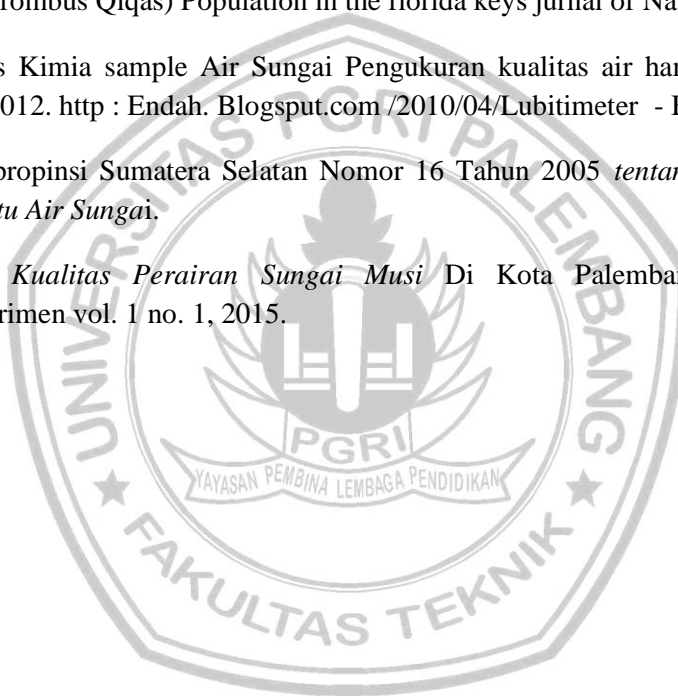 Qiqas) Population in the florida keys jurnal of Na
s Kimia sample Air Sungai Pengukuran kualitas air har
012. http : Endah. Blogsput.com /2010/04/Lubitimeter - E
propinsi Sumatera Selatan Nomor 16 Tahun 2005 tentan
tu Air Sungai.
Kualitas Perairan Sungai Musi Di Kota Palemba
rimen vol. 1 no. 1, 2015.
UNIVERSITAS PGRI PALEMBANG
PGRI
YAYASAN PEMBINA LEMBAGA PENDIDIKAN
★ FAKULTAS TEKNIK ★